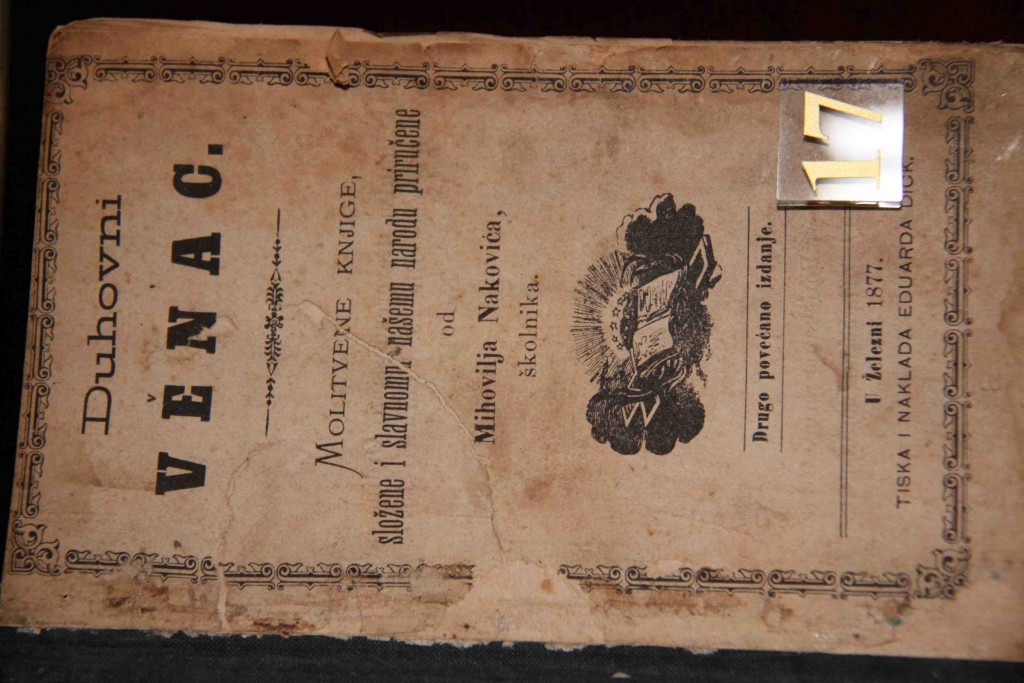 Duhovni
VĚNAC.
MOLITVENE KNJIGE,
složene i slavnomu našemu narodu priručene
od
Mihovilja Nakovića,
školnika.
Drugo povećano izdanje.
U Železni 1877.
TISKA I NAKLADA EDUARDA DICK.
17